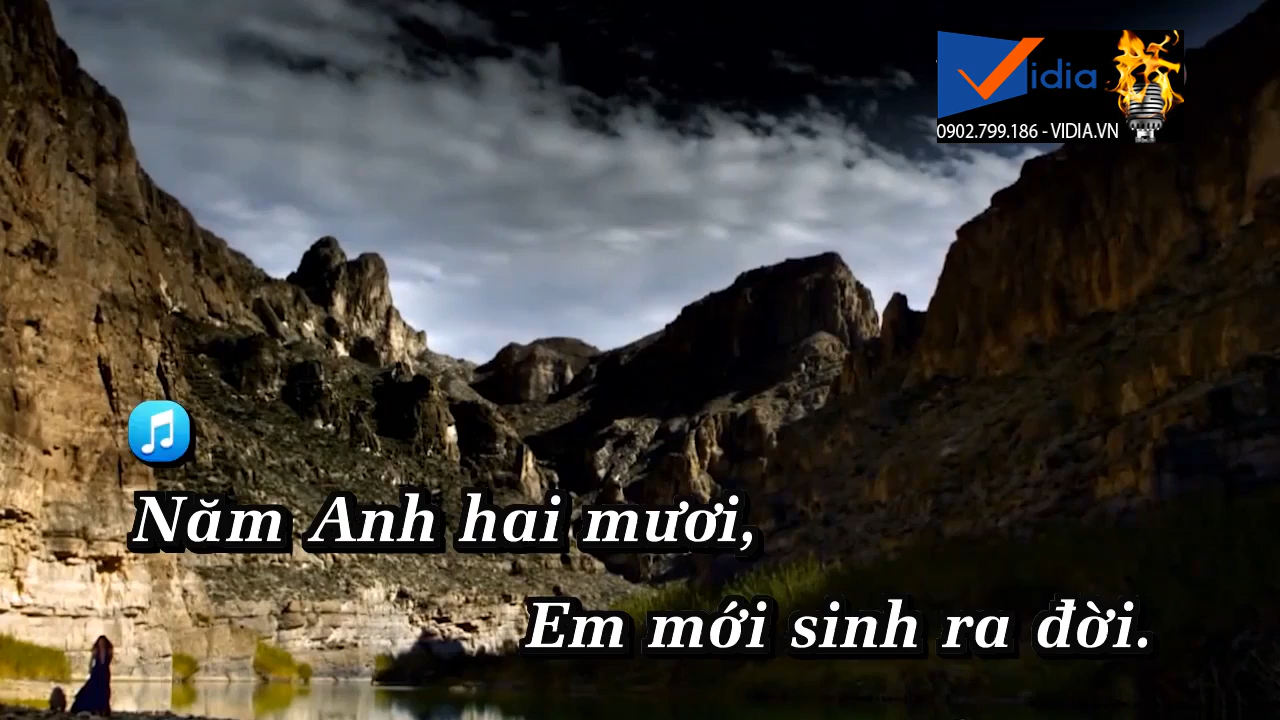 Vidia
0902.799.186 - VIDIA.VN
Năm Anh hai mươi,
Em mới sinh ra đời.